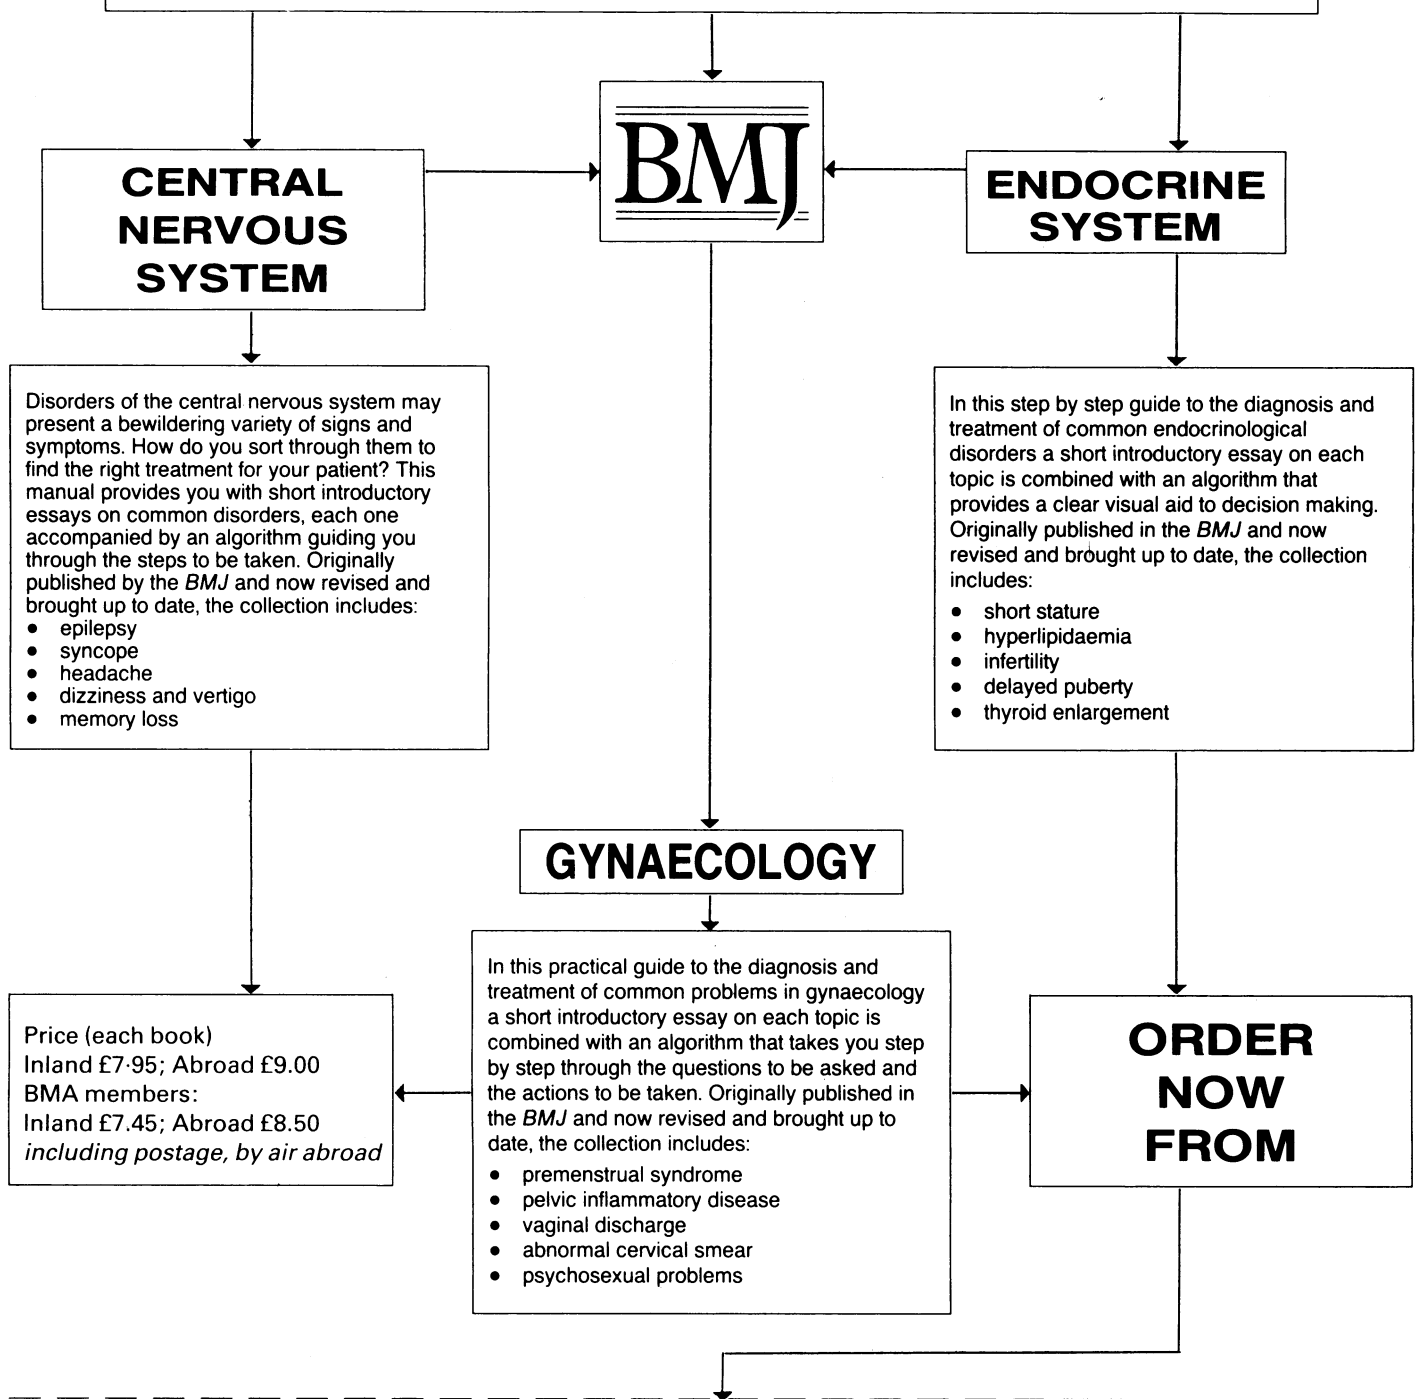 BMJ
CENTRAL
NERVOUS
SYSTEM
ENDOCRINE
SYSTEM
Disorders of the central nervous system may
present a bewildering variety of signs and
symptoms. How do you sort through them to
find the right treatment for your patient? This
manual provides you with short introductory
essays on common disorders, each one
accompanied by an algorithm guiding you
through the steps to be taken. Originally
published by the BMJ and now revised and
brought up to date, the collection includes:
• epilepsy
• syncope
• headache
• dizziness and vertigo
• memory loss
In this step by step guide to the diagnosis and
treatment of common endocrinological
disorders a short introductory essay on each
topic is combined with an algorithm that
provides a clear visual aid to decision making.
Originally published in the BMJ and now
revised and brought up to date, the collection
includes:
• short stature
• hyperlipidaemia
• infertility
• delayed puberty
• thyroid enlargement
GYNAECOLOGY
In this practical guide to the diagnosis and
treatment of common problems in gynaecology
a short introductory essay on each topic is
combined with an algorithm that takes you step
by step through the questions to be asked and
the actions to be taken. Originally published in
the BMJ and now revised and brought up to
date, the collection includes:
• premenstrual syndrome
• pelvic inflammatory disease
• vaginal discharge
• abnormal cervical smear
• psychosexual problems
Price (each book)
Inland £7·95; Abroad £9.00
BMA members:
Inland £7.45; Abroad £8.50
including postage, by air abroad
ORDER
NOW
FROM